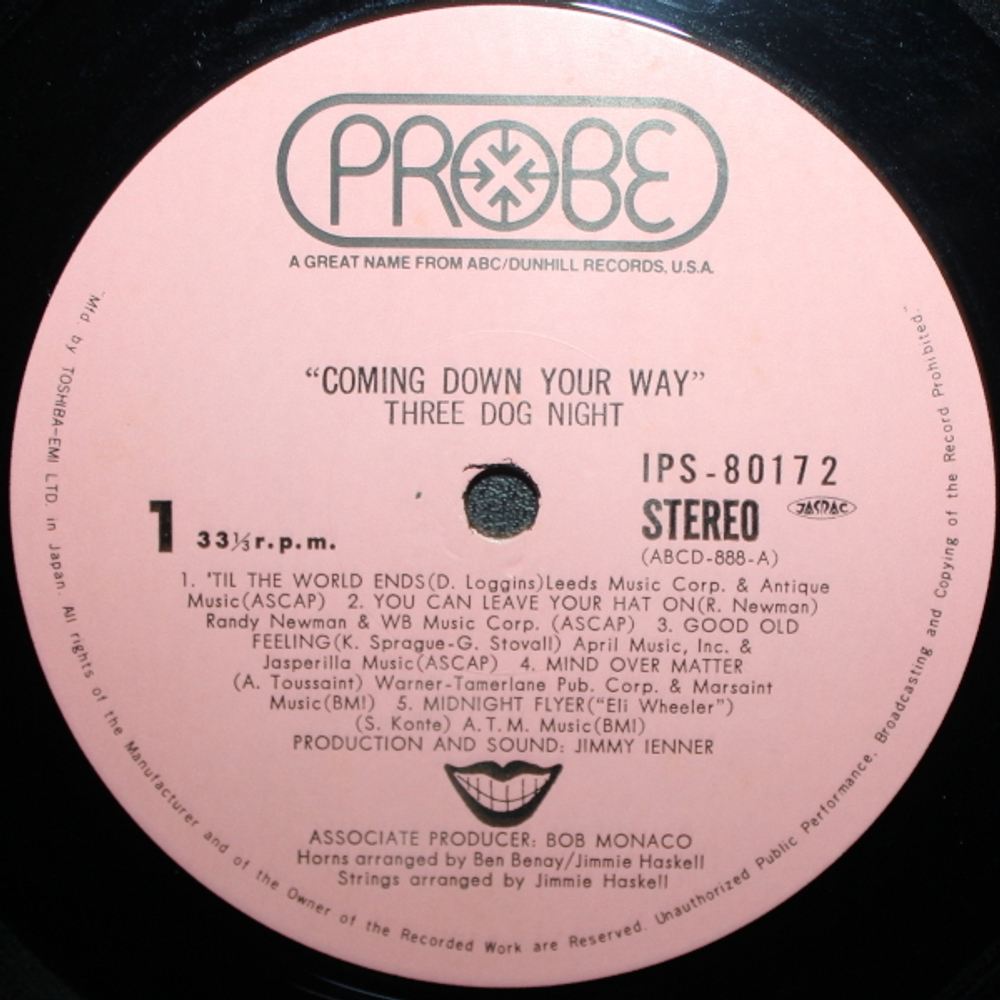 PROBE
A GREAT NAME FROM ABC/DUNHILL RECORDS, U.S.A.
“COMING DOWN YOUR WAY”
THREE DOG NIGHT
IPS-80172
STEREO JASRAC
(ABCD-888-A)
1 33⅓ r.p.m.
1. 'TIL THE WORLD ENDS(D. Loggins)Leeds Music Corp. & Antique
Music(ASCAP) 2. YOU CAN LEAVE YOUR HAT ON(R. Newman)
Randy Newman & WB Music Corp. (ASCAP) 3. GOOD OLD
FEELING(K. Sprague-G. Stovall) April Music, Inc. &
Jasperilla Music(ASCAP) 4. MIND OVER MATTER
(A. Toussaint) Warner-Tamerlane Pub. Corp. & Marsaint
Music(BMI) 5. MIDNIGHT FLYER(“Eli Wheeler”)
(S. Konte) A.T.M. Music(BMI)
PRODUCTION AND SOUND: JIMMY IENNER
ASSOCIATE PRODUCER: BOB MONACO
Horns arranged by Ben Benay/Jimmie Haskell
Strings arranged by Jimmie Haskell
“Mfd. by TOSHIBA-EMI LTD. in Japan. All rights of the Manufacturer and of the Owner of the Recorded Work are Reserved. Unauthorized Public Performance, Broadcasting and Copying of the Record Prohibited.”